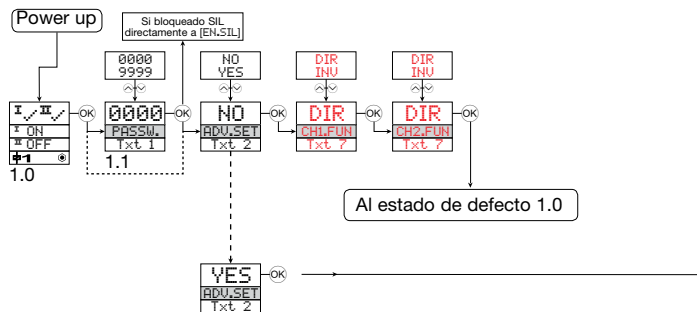 Power up
Si bloqueado SIL
directamente a [EN.SIL]
0000
9999
NO
YES
DIR
INV
DIR
INV
I/II/
I ON
II OFF
1.0
OK
0000
PASSW.
Txt 1
1.1
OK
NO
ADV.SET
Txt 2
OK
DIR
CH1.FUN
Txt 7
OK
DIR
CH2.FUN
Txt 7
OK
Al estado de defecto 1.0
YES
ADV.SET
Txt 2
OK